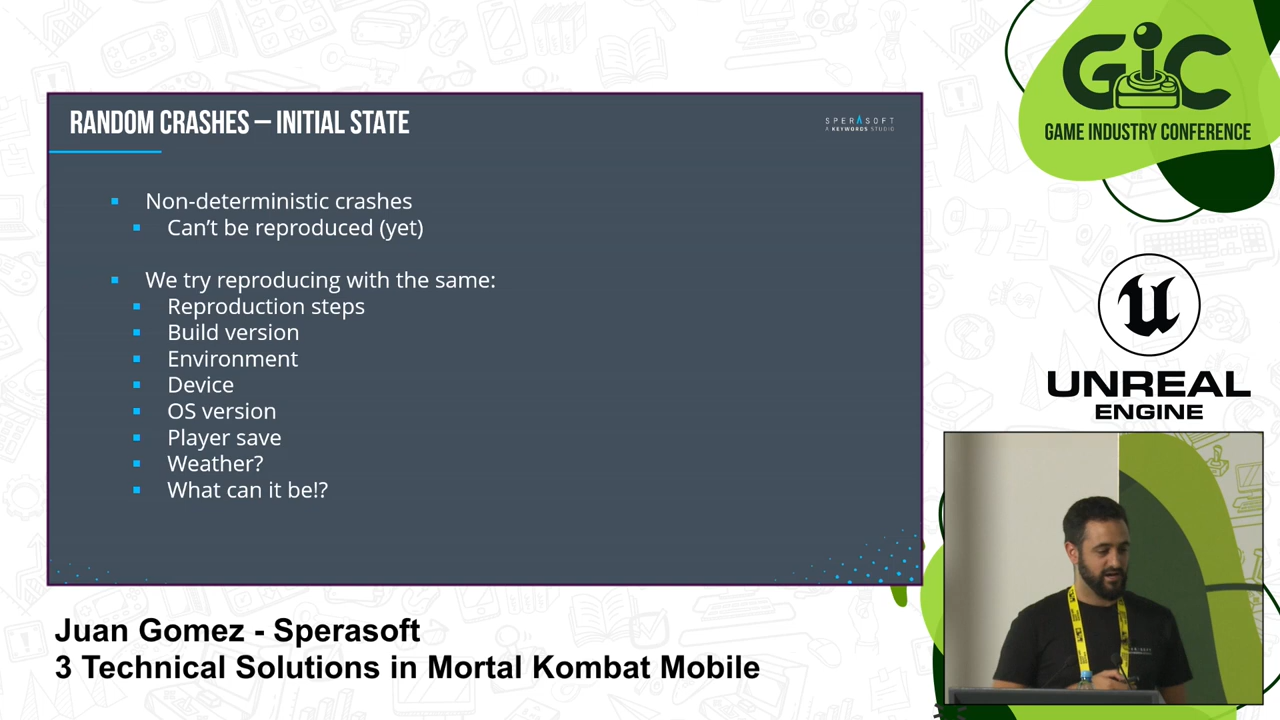 RANDOM CRASHES – INITIAL STATE
SPERASOFT
A KEYWORDS STUDIO
Non-deterministic crashes
Can't be reproduced (yet)
We try reproducing with the same:
Reproduction steps
Build version
Environment
Device
OS version
Player save
Weather?
What can it be!?
GIC
GAME INDUSTRY CONFERENCE
UNREAL
ENGINE
Juan Gomez - Sperasoft
3 Technical Solutions in Mortal Kombat Mobile